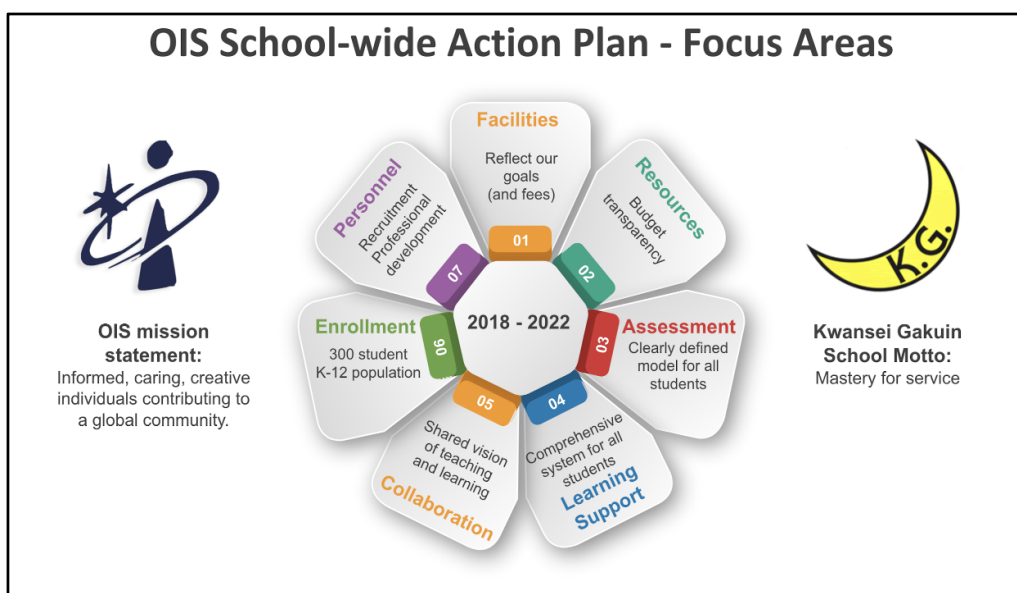 OIS School-wide Action Plan - Focus Areas
Facilities
Reflect our
goals
(and fees)
01
Resources
Budget
transparency
02
Assessment
Clearly defined
model for all
students
03
04
Comprehensive
system for all
students
Learning
Support
05
Shared vision
of teaching
and learning
Collaboration
06
Enrollment
300 student
K-12 population
07
Personnel
Recruitment
Professional
development
2018 - 2022
OIS mission
statement:
Informed, caring, creative
individuals contributing to
a global community.
K.G.
Kwansei Gakuin
School Motto:
Mastery for service